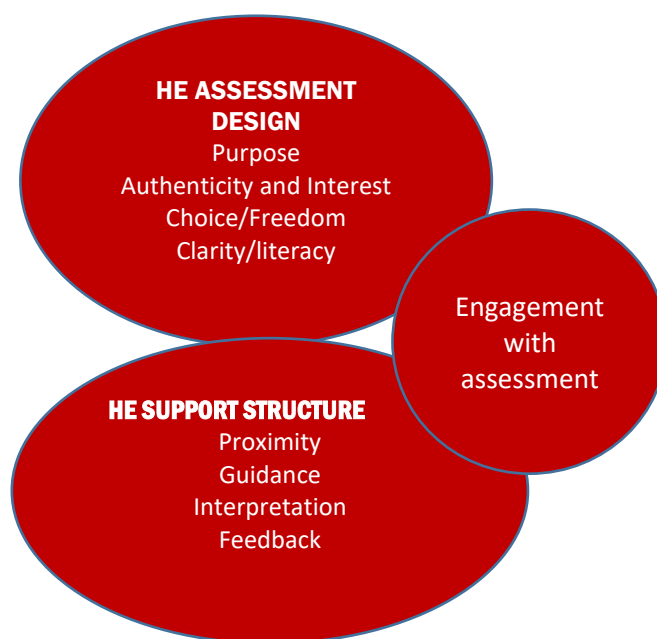 HE ASSESSMENT
DESIGN
Purpose
Authenticity and Interest
Choice/Freedom
Clarity/literacy
Engagement
with
assessment
HE SUPPORT STRUCTURE
Proximity
Guidance
Interpretation
Feedback